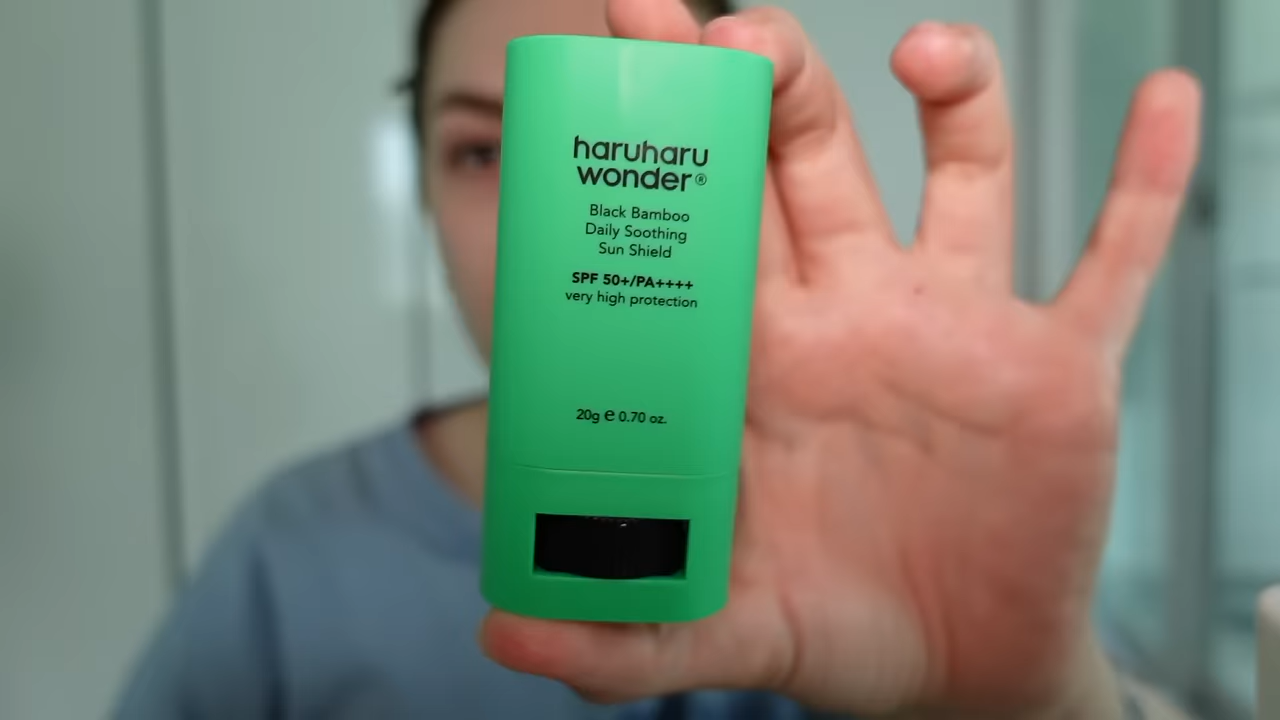 haruharu
wonder®
Black Bamboo
Daily Soothing
Sun Shield
SPF 50+/PA++++
very high protection
20g ℮ 0.70 oz.